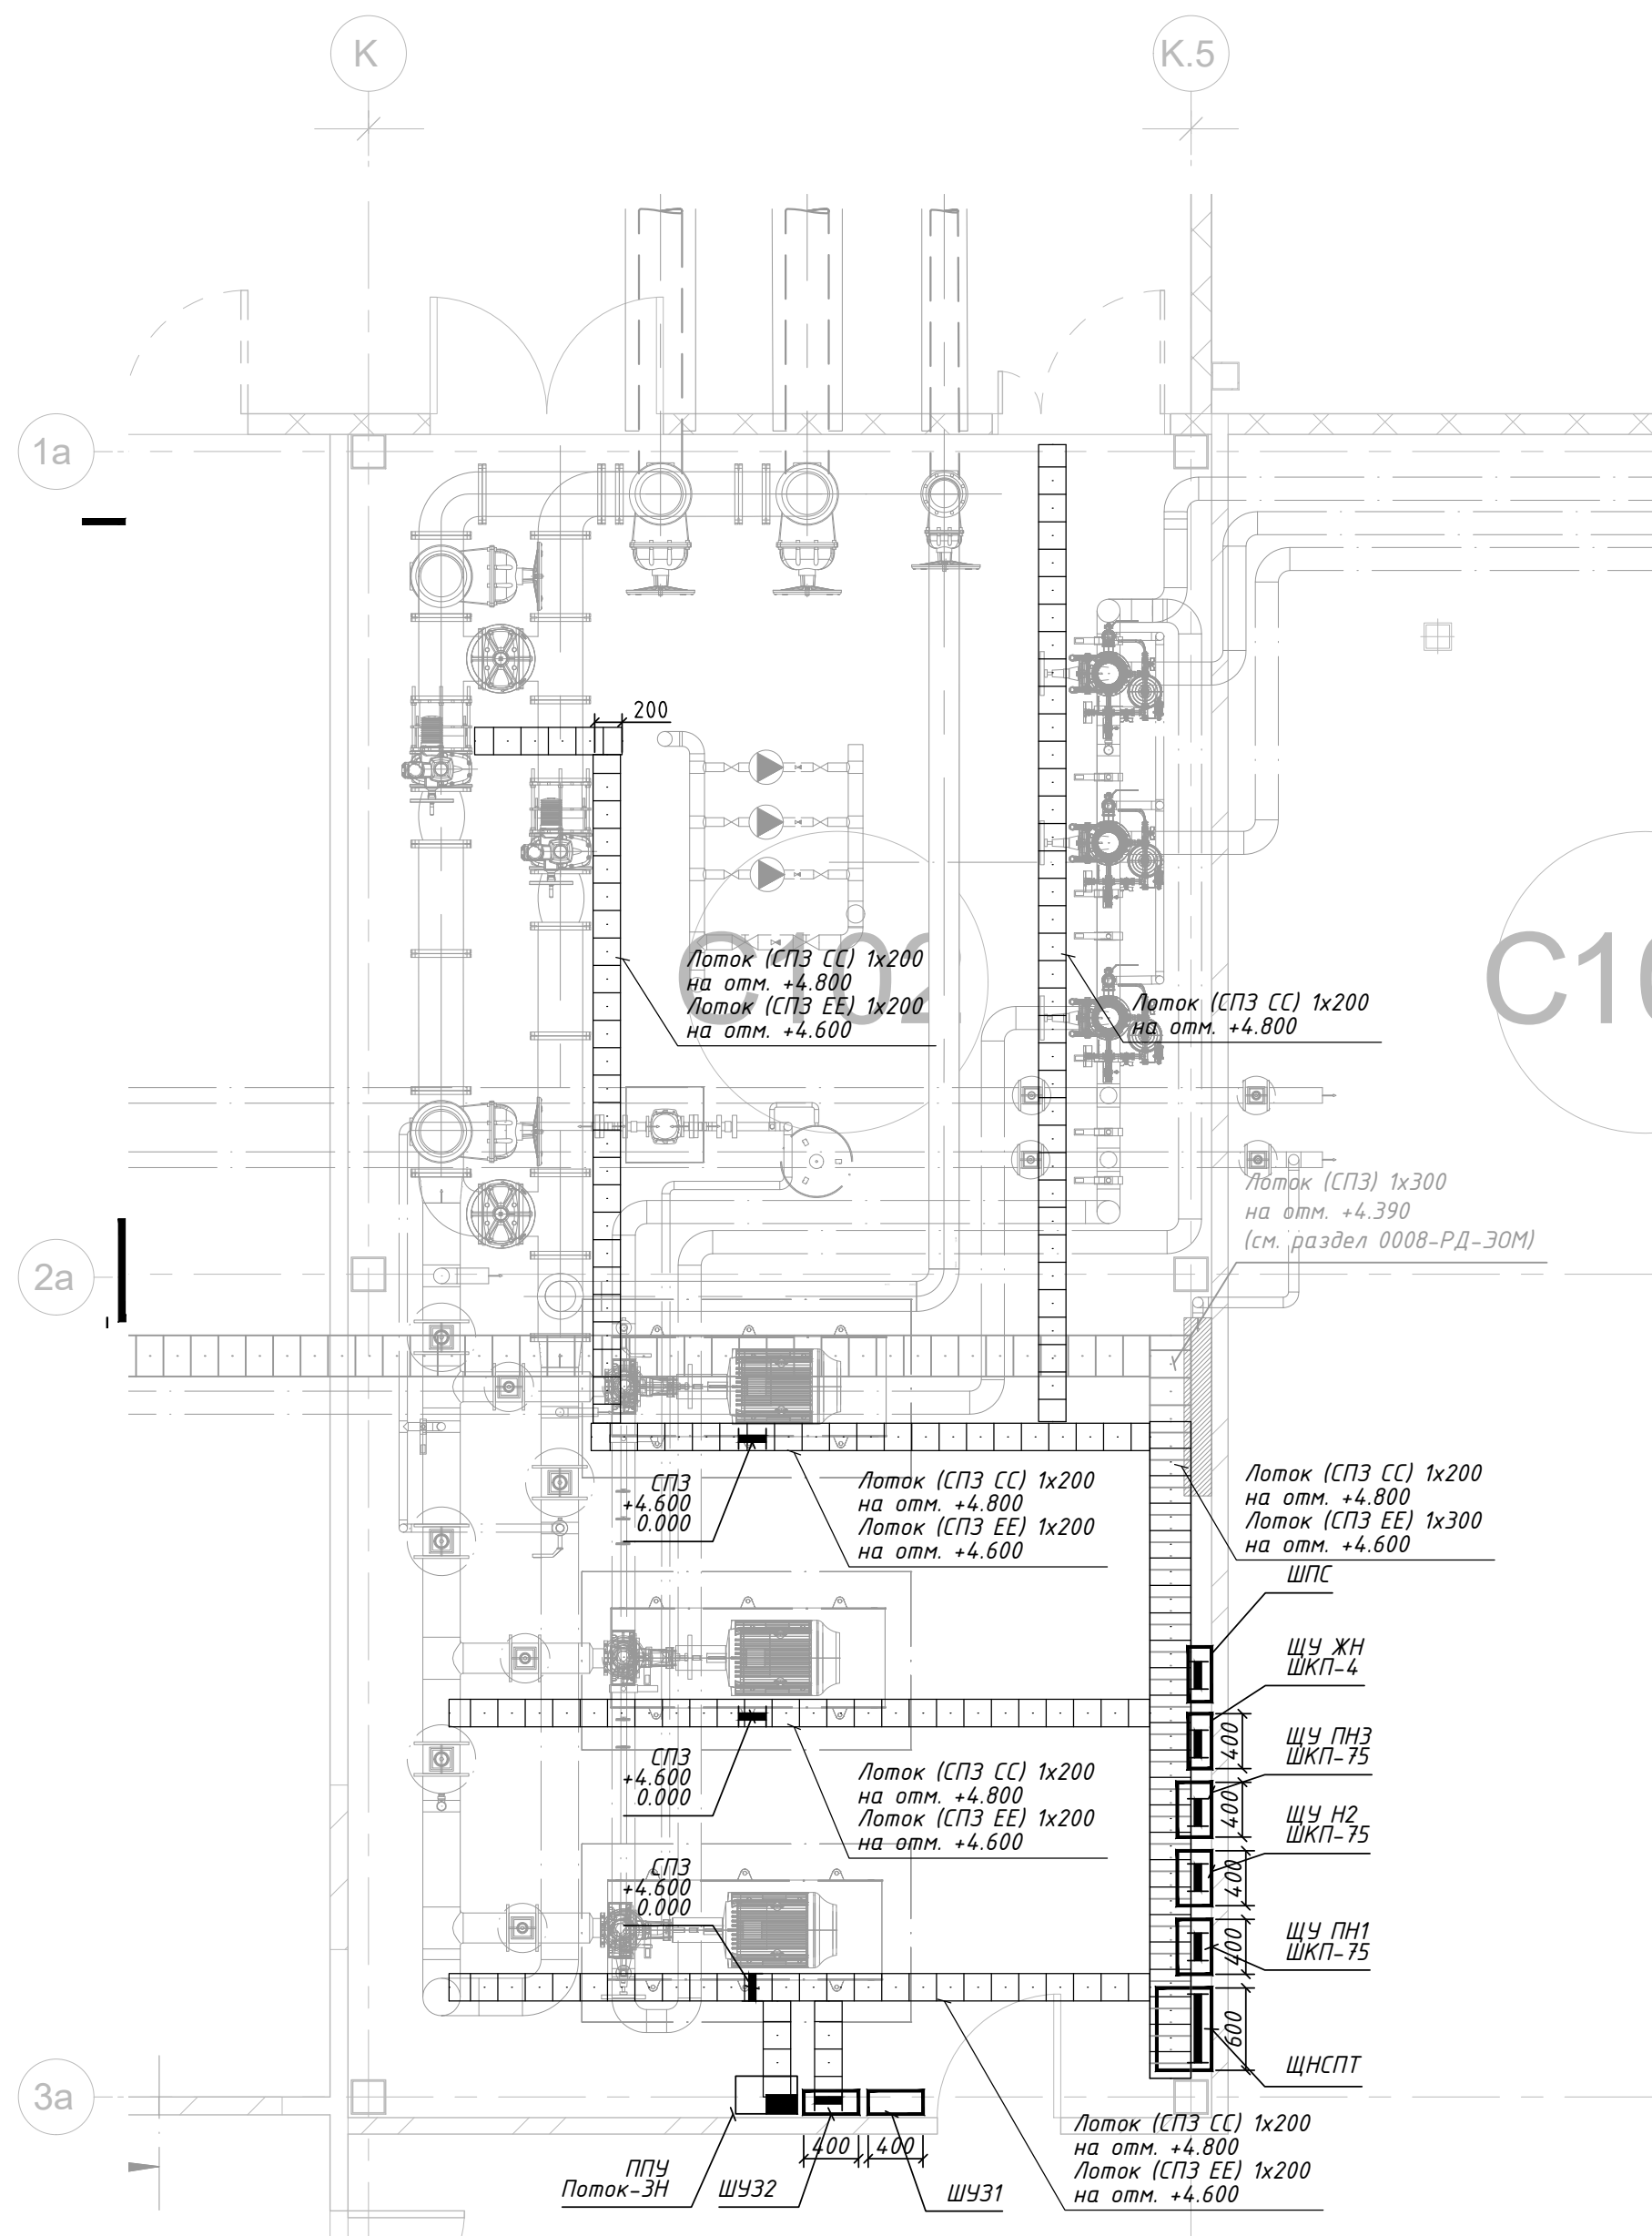 К
К.5
1а
200
Лоток (СПЗ СС) 1х200
на отм. +4.800
Лоток (СПЗ ЕЕ) 1х200
на отм. +4.600
С102
С10
Лоток (СПЗ СС) 1х200
на отм. +4.800
Лоток (СПЗ) 1х300
на отм. +4.390
(см. раздел 0008-РД-ЭОМ)
2а
СПЗ
+4.600
0.000
Лоток (СПЗ СС) 1х200
на отм. +4.800
Лоток (СПЗ ЕЕ) 1х200
на отм. +4.600
Лоток (СПЗ СС) 1х200
на отм. +4.800
Лоток (СПЗ ЕЕ) 1х300
на отм. +4.600
ШПС
ЩУ ЖН
ШКП-4
400
ЩУ ПН3
ШКП-75
400
СПЗ
+4.600
0.000
Лоток (СПЗ СС) 1х200
на отм. +4.800
Лоток (СПЗ ЕЕ) 1х200
на отм. +4.600
ЩУ Н2
ШКП-75
400
СПЗ
+4.600
0.000
ЩУ ПН1
ШКП-75
400
600
ЩНСПТ
3а
Лоток (СПЗ СС) 1х200
на отм. +4.800
Лоток (СПЗ ЕЕ) 1х200
на отм. +4.600
400
400
ППУ
Поток-3Н
ШУЗ2
ШУЗ1